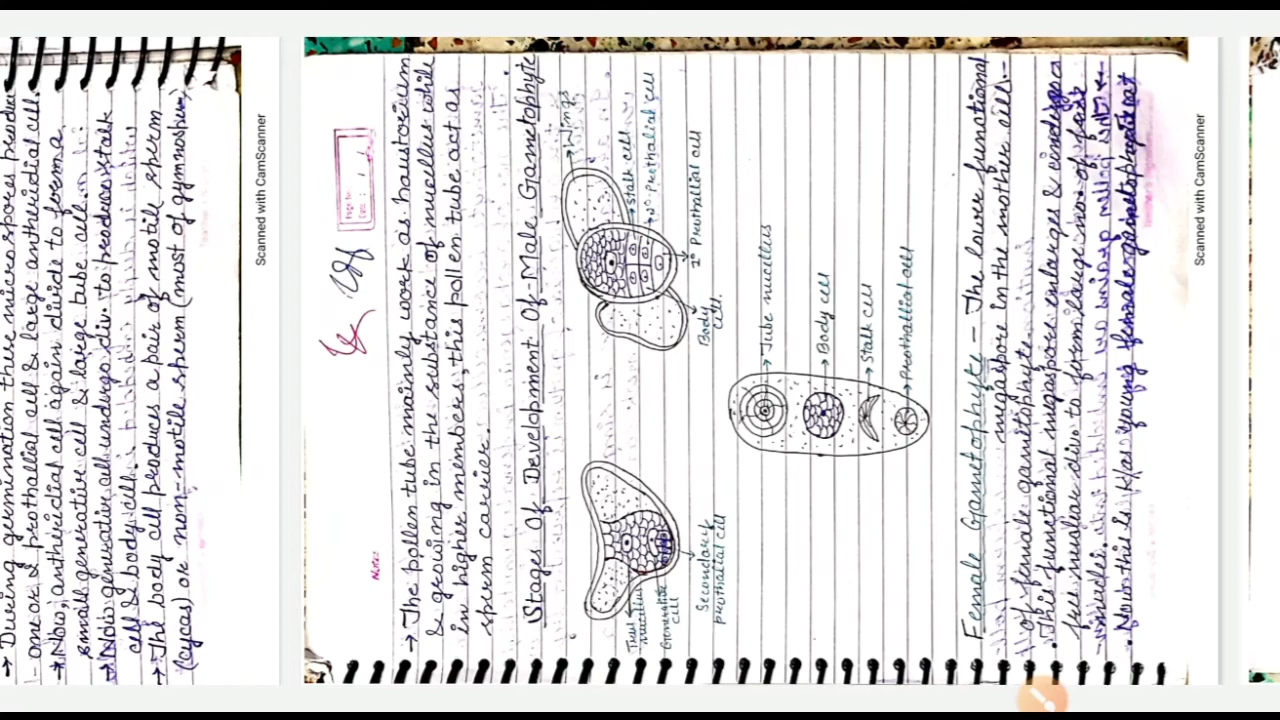 → During germination these micro spores produ
one or 2 prothallial cell & large antheridial cell.
→ Now, antheridial cell again divide to form a
small generative cell & large tube cell.
→ Now generative cell undergo div. to produce stalk
cell & body cell.
→ The body cell produces a pair of motile sperm
(cycas) or non-motile sperm (most of gymnosperm)
Scanned with CamScanner
→ The pollen tube mainly work as haustorium
& growing in the substance of nucellus while
in higher members, this pollen tube act as
sperm carrier.
Stages Of Development Of Male Gametophyte
→ Wings
→ Stalk cell
→ 2° Prothallial cell
1° Prothallial cell
Body
cell
Generative
cell
Secondary
prothallial cell
→ Tube nucellus
→ Body cell
→ Stalk cell
→ Prothallial cell
Female Gametophyte - The lower functional
megaspore in the mother cell
of female gametophyte.
• This functional megaspore enlarges & undergoes
free nuclear div. to form large no. of free
nuclei.
• Now this is k/as young female gametophyte
Scanned with CamScanner